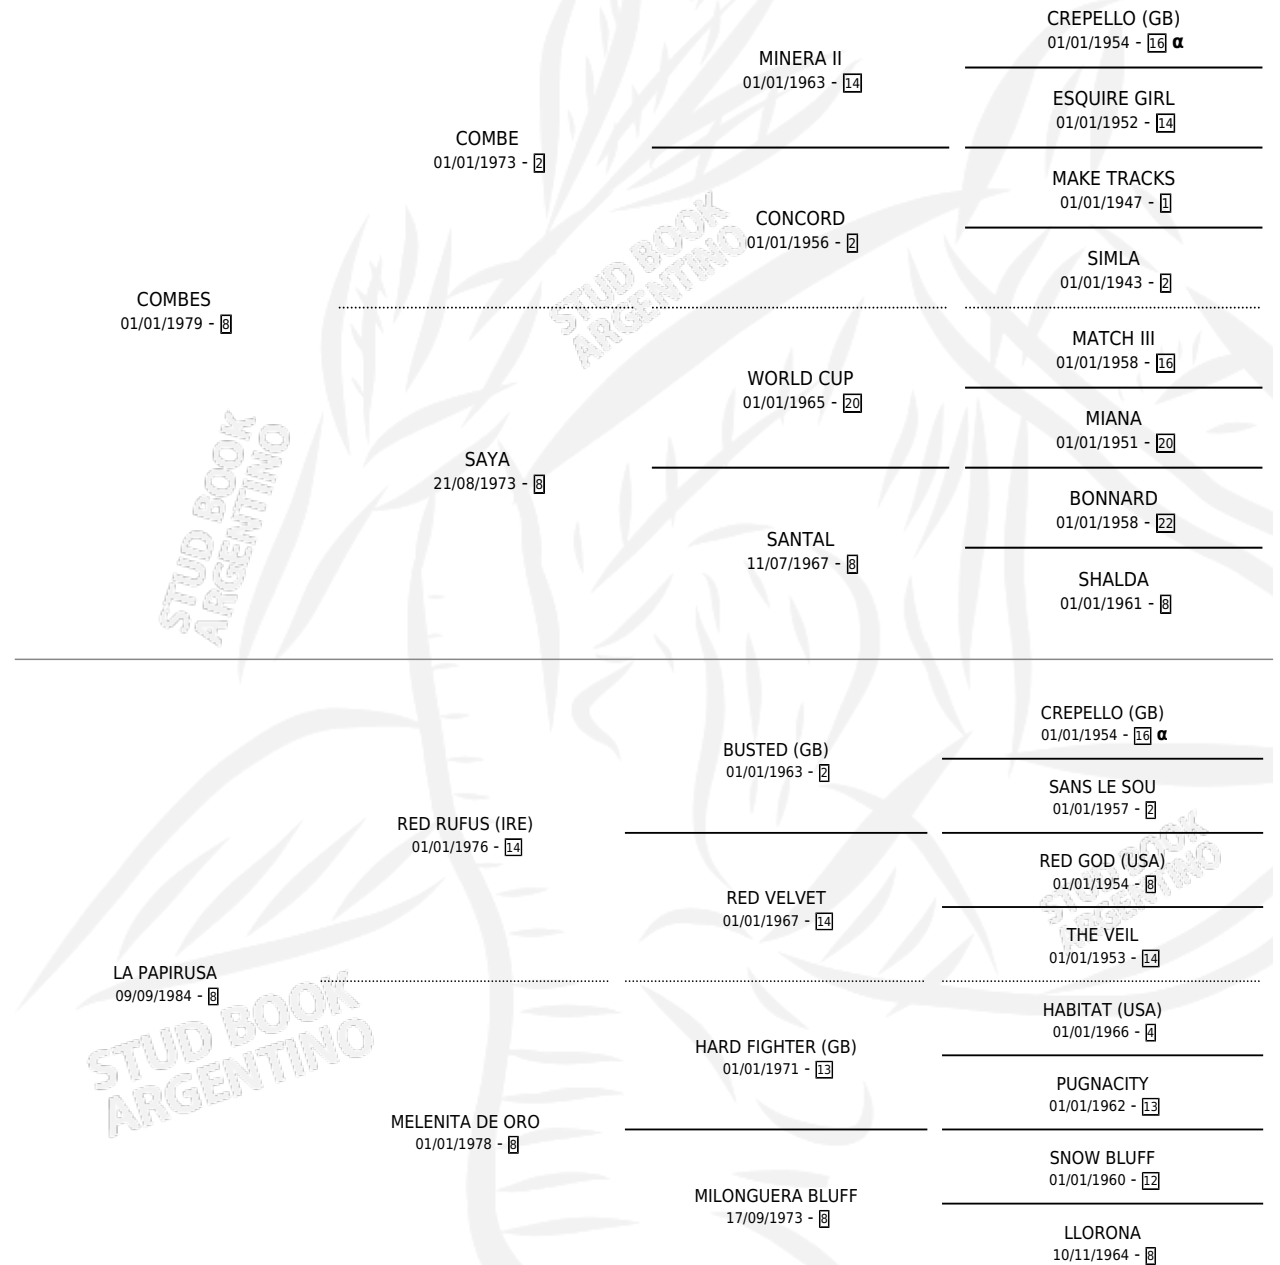 CREPELLO (GB)
01/01/1954 - 16 α
MINERA II
01/01/1963 - 14
ESQUIRE GIRL
01/01/1952 - 14
COMBE
01/01/1973 - 2
MAKE TRACKS
01/01/1947 - 1
CONCORD
01/01/1956 - 2
SIMLA
01/01/1943 - 2
STUD BOOK
ARGENTINO
COMBES
01/01/1979 - 8
MATCH III
01/01/1958 - 16
WORLD CUP
01/01/1965 - 20
MIANA
01/01/1951 - 20
SAYA
21/08/1973 - 8
BONNARD
01/01/1958 - 22
SANTAL
11/07/1967 - 8
SHALDA
01/01/1961 - 8
STUD BOOK
ARGENTINO
CREPELLO (GB)
01/01/1954 - 16 α
BUSTED (GB)
01/01/1963 - 2
SANS LE SOU
01/01/1957 - 2
RED RUFUS (IRE)
01/01/1976 - 14
RED GOD (USA)
01/01/1954 - 8
RED VELVET
01/01/1967 - 14
THE VEIL
01/01/1953 - 14
STUD BOOK
ARGENTINO
LA PAPIRUSA
09/09/1984 - 8
HABITAT (USA)
01/01/1966 - 4
HARD FIGHTER (GB)
01/01/1971 - 13
PUGNACITY
01/01/1962 - 13
STUD BOOK
ARGENTINO
MELENITA DE ORO
01/01/1978 - 8
SNOW BLUFF
01/01/1960 - 12
MILONGUERA BLUFF
17/09/1973 - 8
LLORONA
10/11/1964 - 8